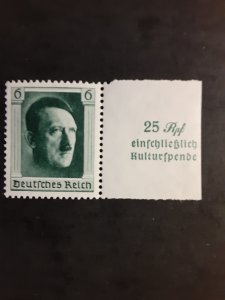 6 6
Deutsches Reich
25 Rpf
einschließlich
Kulturspende